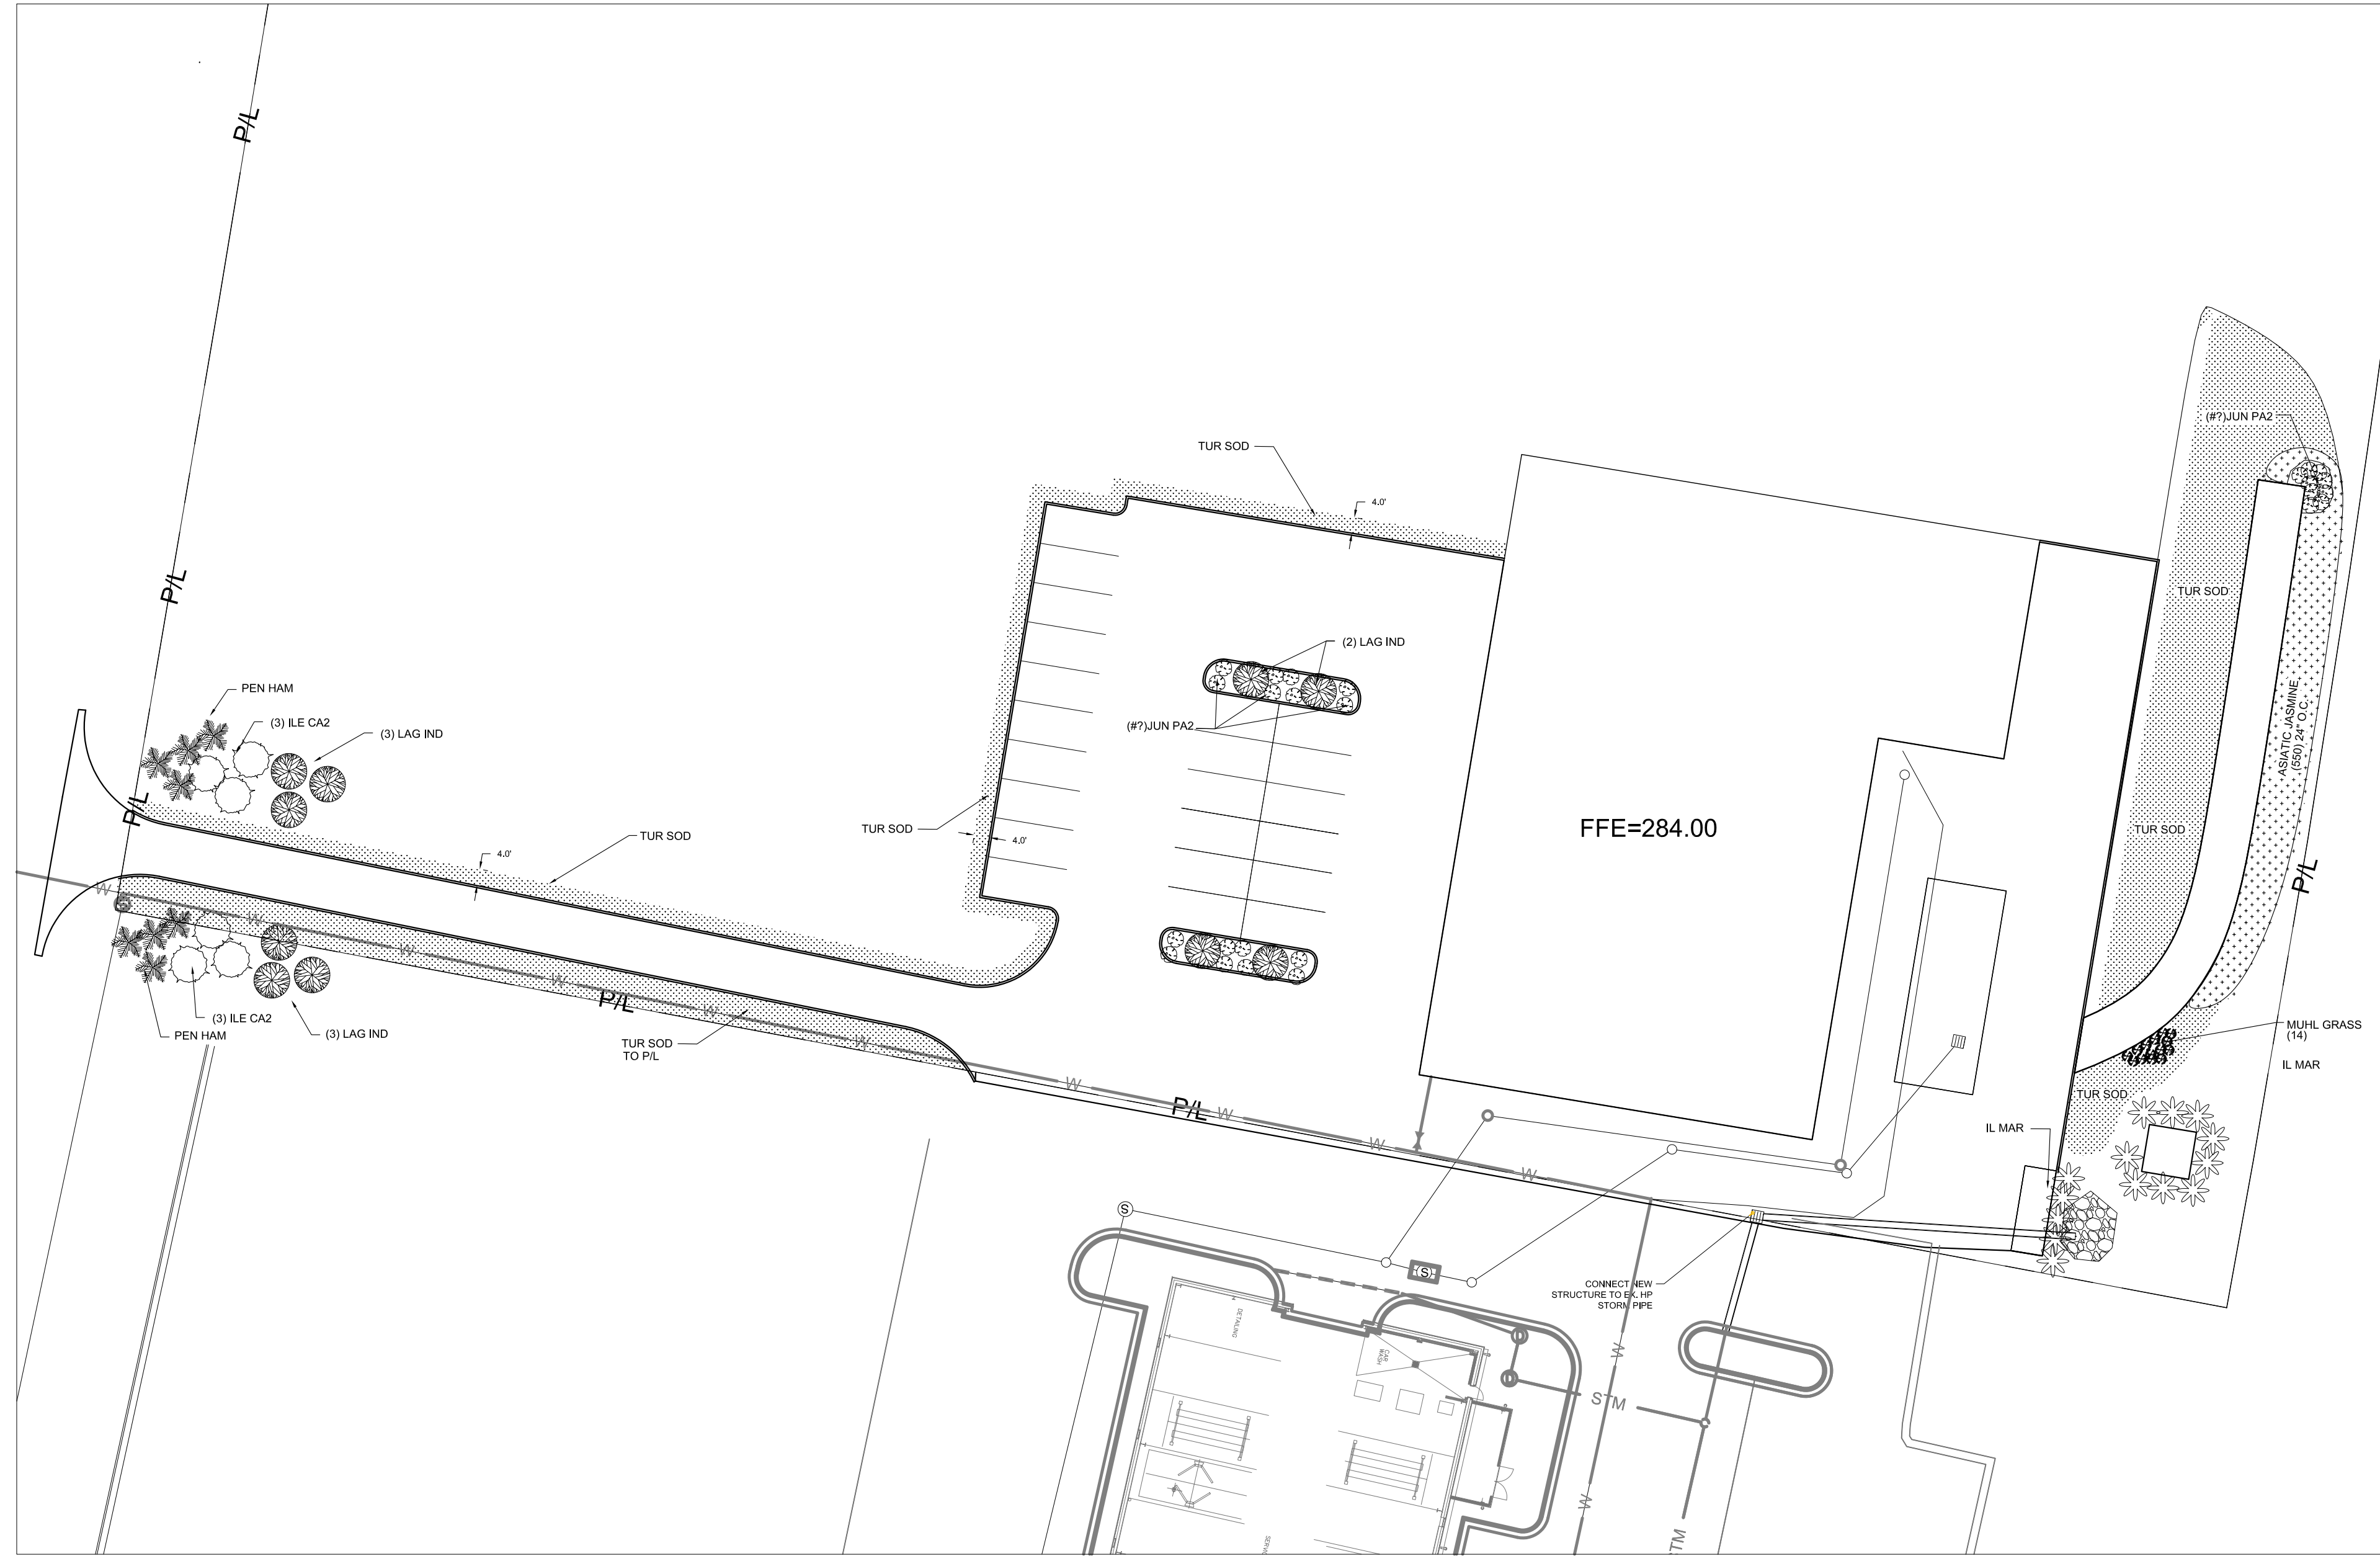 P/L
(#?)JUN PA2
TUR SOD
4.0'
P/L
TUR SOD
(2) LAG IND
PEN HAM
(3) ILE CA2
(3) LAG IND
(#?)JUN PA2
ASIATIC JASMINE
(550) 24" O.C.
P/L
TUR SOD
TUR SOD
4.0'
FFE=284.00
TUR SOD
4.0'
P/L
W
W
W
W
W
W
W
W
W
W
P/L
P/L
TUR SOD
TO P/L
(3) ILE CA2
(3) LAG IND
PEN HAM
MUHL GRASS
(14)
IL MAR
TUR SOD
IL MAR
P/L
S
S
CONNECT NEW
STRUCTURE TO EX. HP
STORM PIPE
DETAILING
CAR
WASH
W
STM
W
STM